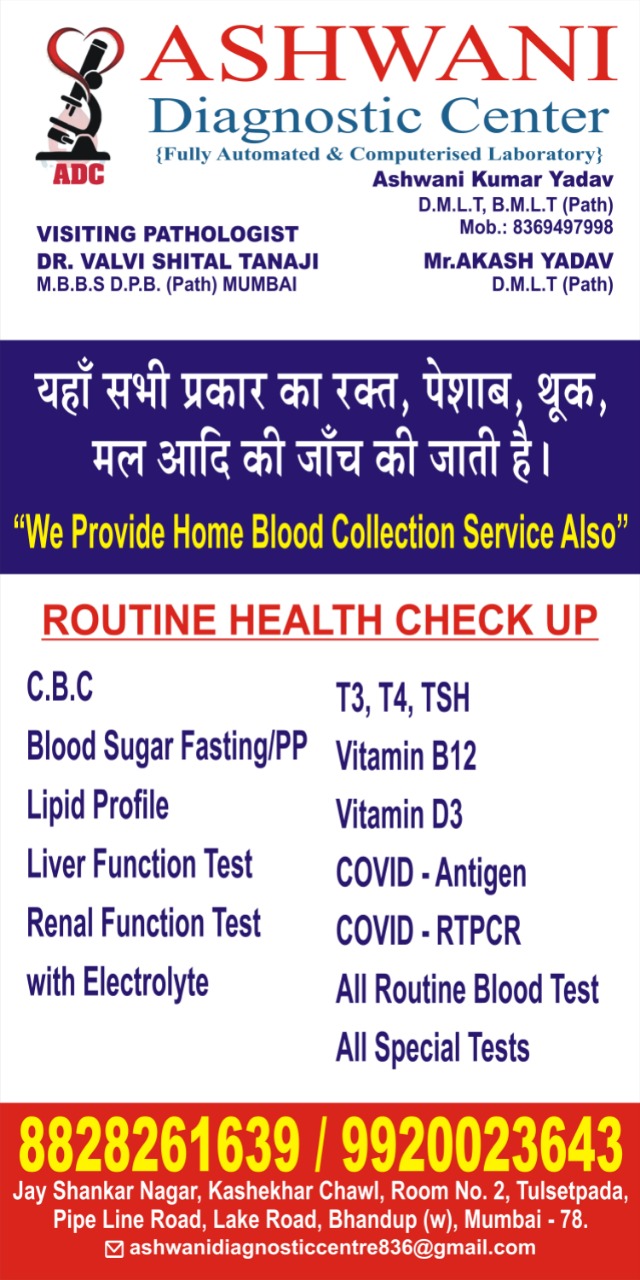 ASHWANI
Diagnostic Center
{Fully Automated & Computerised Laboratory}
ADC
Ashwani Kumar Yadav
D.M.L.T, B.M.L.T (Path)
Mob.: 8369497998
VISITING PATHOLOGIST
DR. VALVI SHITAL TANAJI
M.B.B.S D.P.B. (Path) MUMBAI
Mr.AKASH YADAV
D.M.L.T (Path)
यहाँ सभी प्रकार का रक्त, पेशाब, थूक,
मल आदि की जाँच की जाती है।
“We Provide Home Blood Collection Service Also”
ROUTINE HEALTH CHECK UP
C.B.C
Blood Sugar Fasting/PP
Lipid Profile
Liver Function Test
Renal Function Test
with Electrolyte
T3, T4, TSH
Vitamin B12
Vitamin D3
COVID - Antigen
COVID - RTPCR
All Routine Blood Test
All Special Tests
8828261639 / 9920023643
Jay Shankar Nagar, Kashekhar Chawl, Room No. 2, Tulsetpada,
Pipe Line Road, Lake Road, Bhandup (w), Mumbai - 78.
ashwanidiagnosticcentre836@gmail.com